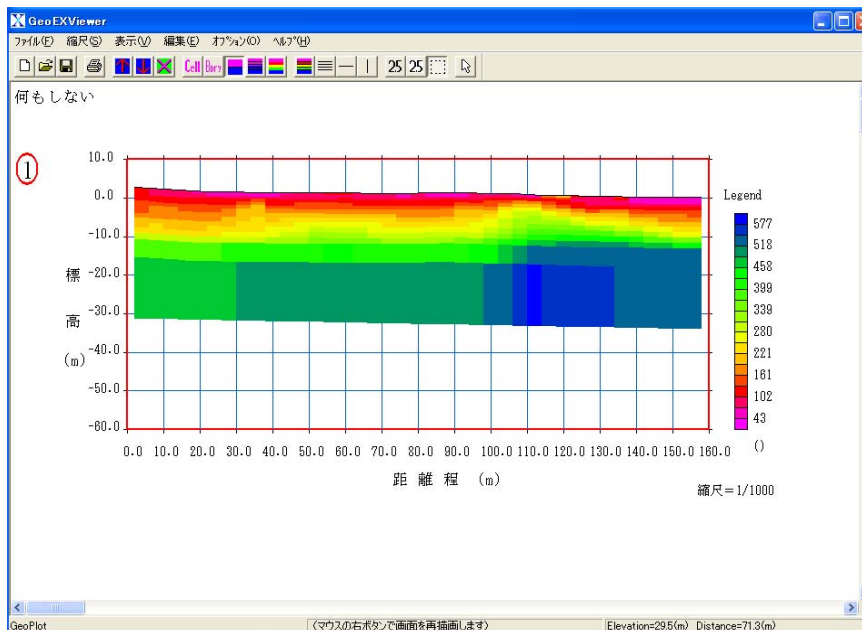 GeoEXViewer
ファイル(F) 縮尺(S) 表示(V) 編集(E) オプション(O) ヘルプ(H)
Cell Bory 25 25
何もしない
①
10.0
0.0
-10.0
-20.0
-30.0
-40.0
-50.0
-60.0
標高(m)
0.0 10.0 20.0 30.0 40.0 50.0 60.0 70.0 80.0 90.0 100.0 110.0 120.0 130.0 140.0 150.0 160.0
距離程 (m)
Legend
577
518
458
399
339
280
221
161
102
43
()
縮尺=1/1000
GeoPlot (マウスの右ボタンで画面を再描画します) Elevation=29.5(m) Distance=71.3(m)